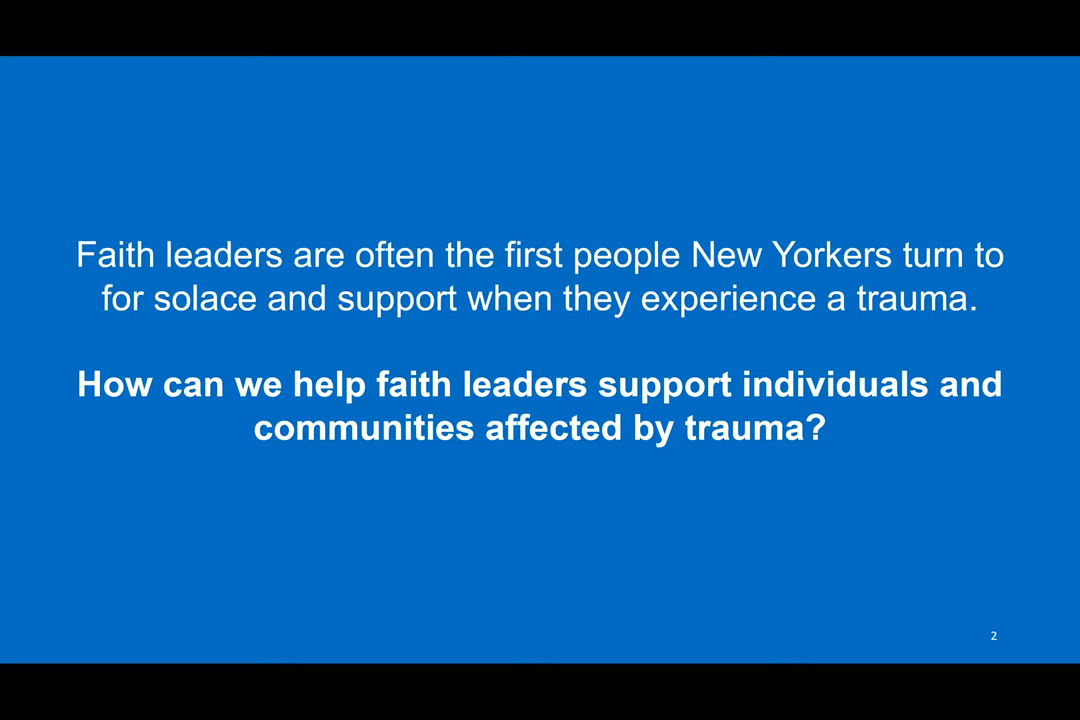 Faith leaders are often the first people New Yorkers turn to
for solace and support when they experience a trauma.
How can we help faith leaders support individuals and
communities affected by trauma?
2